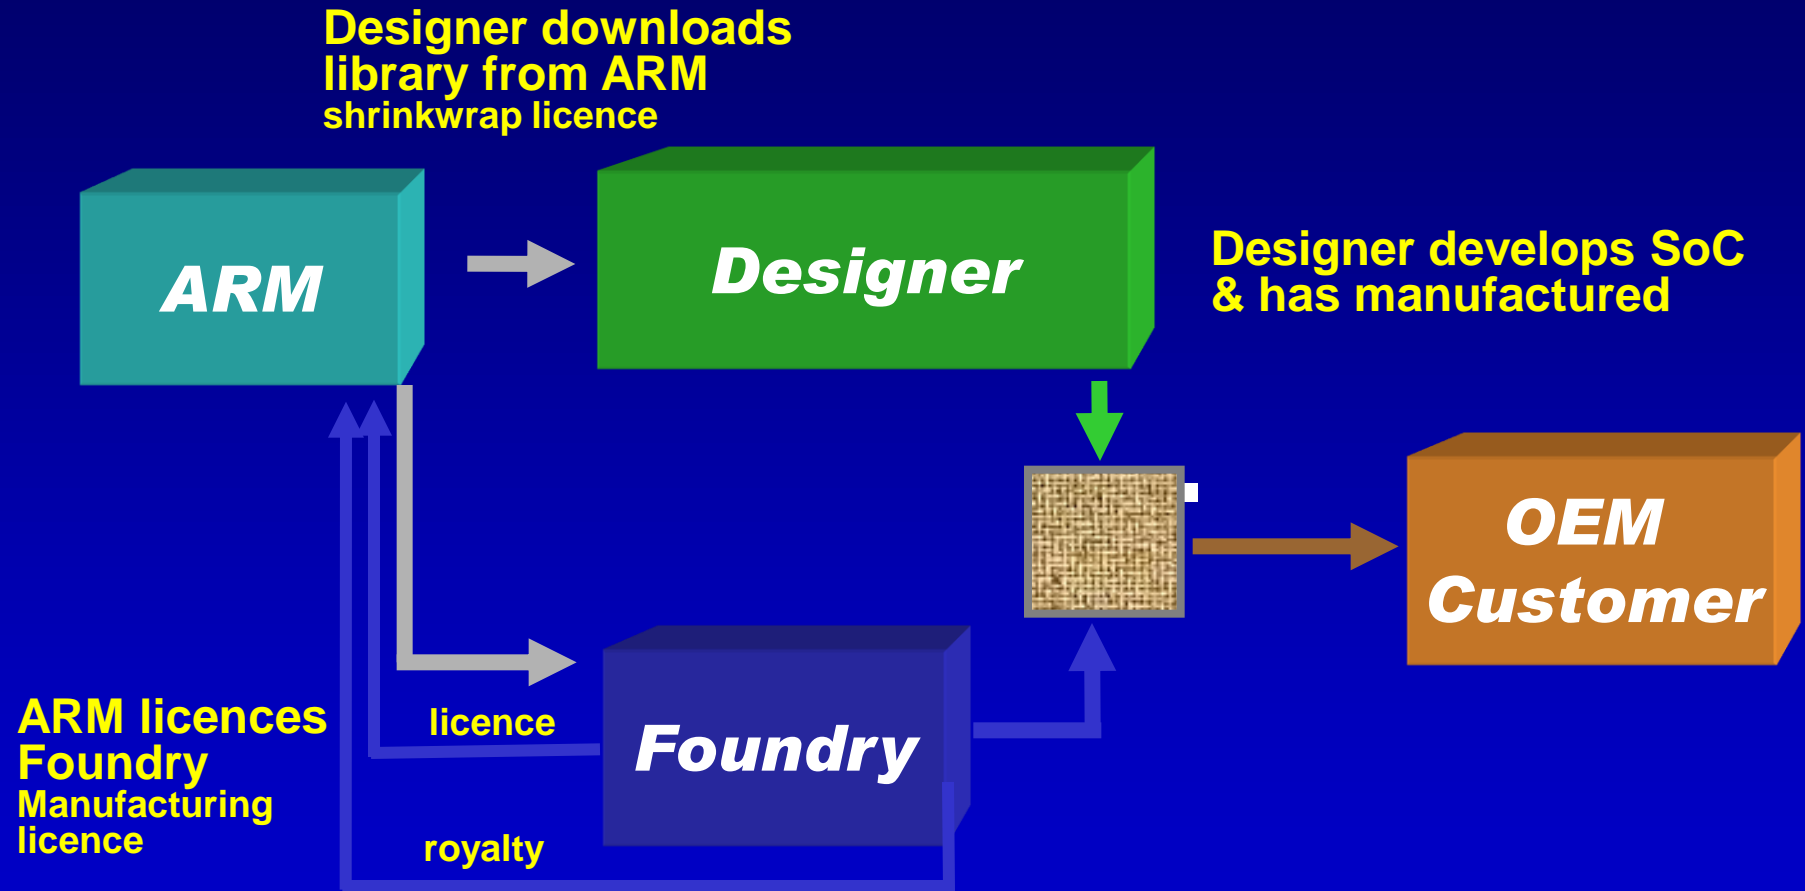 Designer downloads
library from ARM
shrinkwrap licence
ARM
Designer
Designer develops SoC
& has manufactured
OEM
Customer
ARM licences
Foundry
Manufacturing
licence
licence
Foundry
royalty